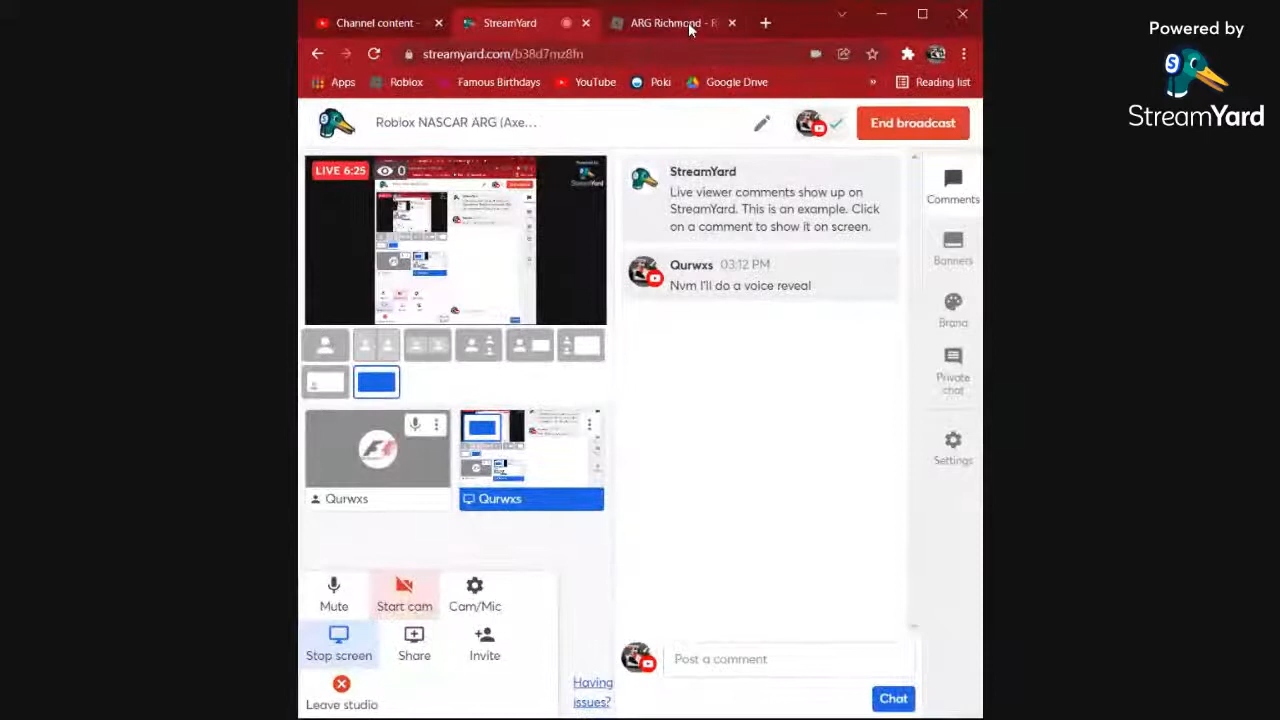 Channel content -
StreamYard
ARG Richmond - R
Powered by
StreamYard
streamyard.com/b38d7mz8fn
Apps
Roblox
Famous Birthdays
YouTube
Poki
Google Drive
»
Reading list
Roblox NASCAR ARG (Axe...
End broadcast
LIVE 6:25
0
StreamYard
Live viewer comments show up on
StreamYard. This is an example. Click
on a comment to show it on screen.
Qurwxs 03:12 PM
Nvm I'll do a voice reveal
Comments
Banners
Brand
Private
chat
Settings
Qurwxs
Qurwxs
Mute
Start cam
Cam/Mic
Stop screen
Share
Invite
Leave studio
Having
issues?
Post a comment
Chat